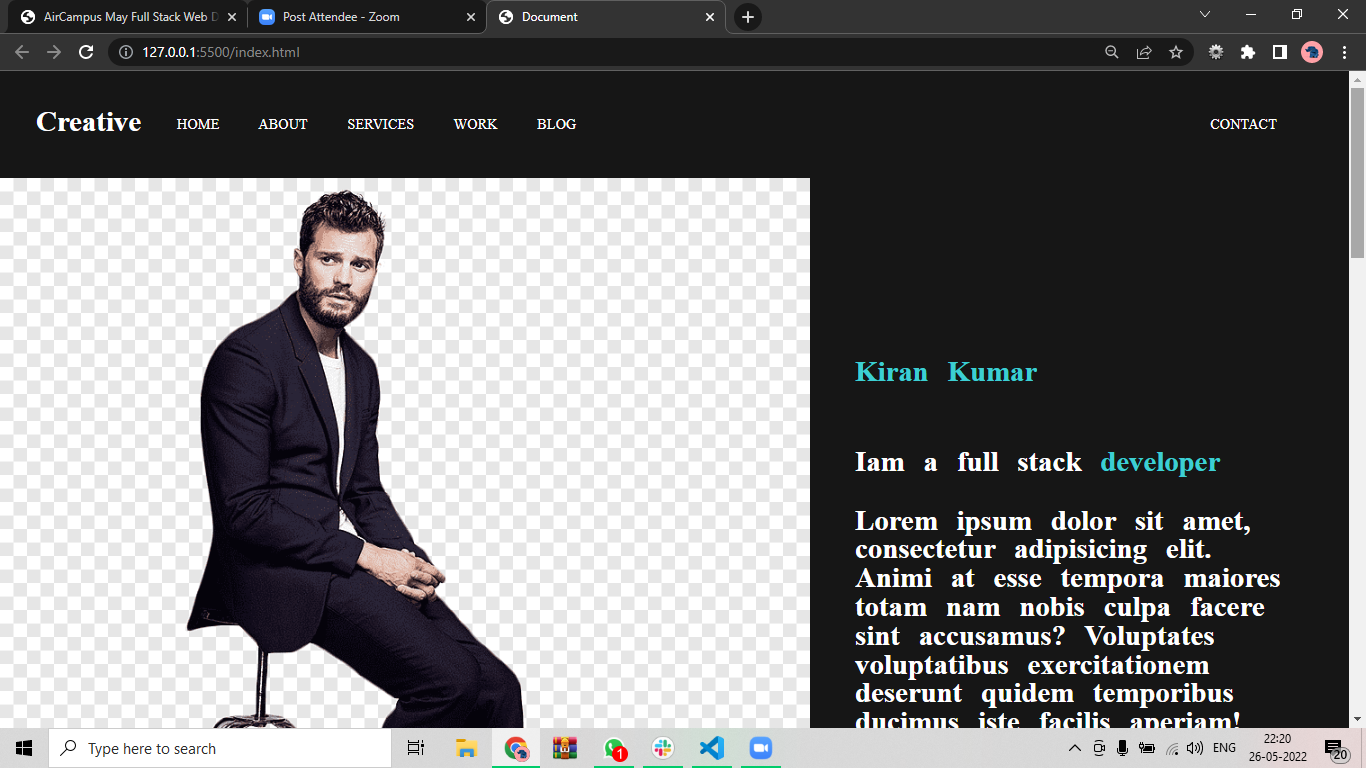 AirCampus May Full Stack Web D
Post Attendee - Zoom
Document
127.0.0.1:5500/index.html
Creative HOME ABOUT SERVICES WORK BLOG CONTACT
Kiran Kumar
Iam a full stack developer
Lorem ipsum dolor sit amet,
consectetur adipisicing elit.
Animi at esse tempora maiores
totam nam nobis culpa facere
sint accusamus? Voluptates
voluptatibus exercitationem
deserunt quidem temporibus
ducimus iste facilis aperiam!
Type here to search
1
ENG
22:20
26-05-2022
20